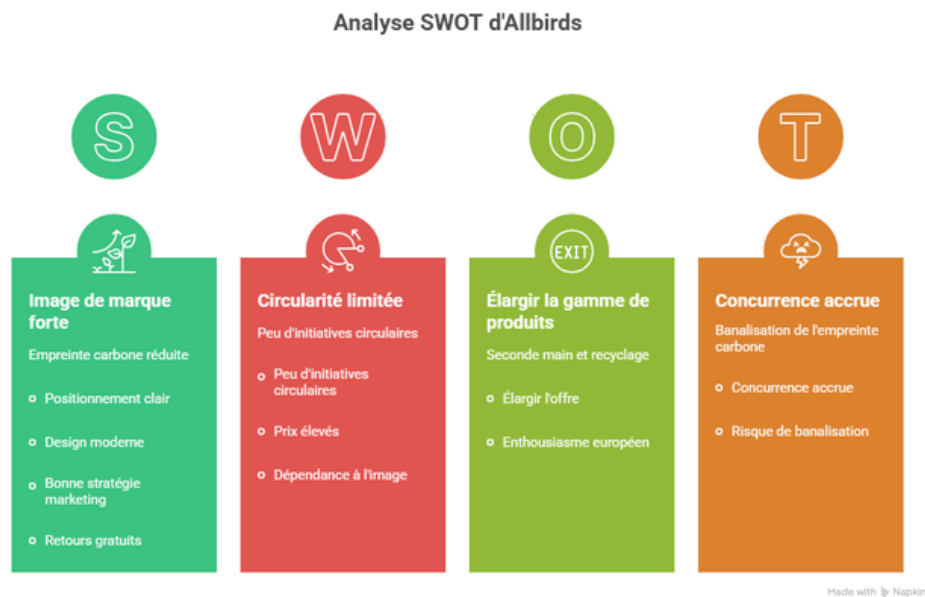 Analyse SWOT d'Allbirds
S
W
O
T
Image de marque
forte
Empreinte carbone réduite
Positionnement clair
Design moderne
Bonne stratégie
marketing
Retours gratuits
Circularité limitée
Peu d'initiatives circulaires
Peu d'initiatives
circulaires
Prix élevés
Dépendance à l'image
EXIT
Élargir la gamme de
produits
Seconde main et recyclage
Élargir l'offre
Enthousiasme européen
Concurrence accrue
Banalisation de l'empreinte
carbone
Concurrence accrue
Risque de banalisation
Made with Napkin